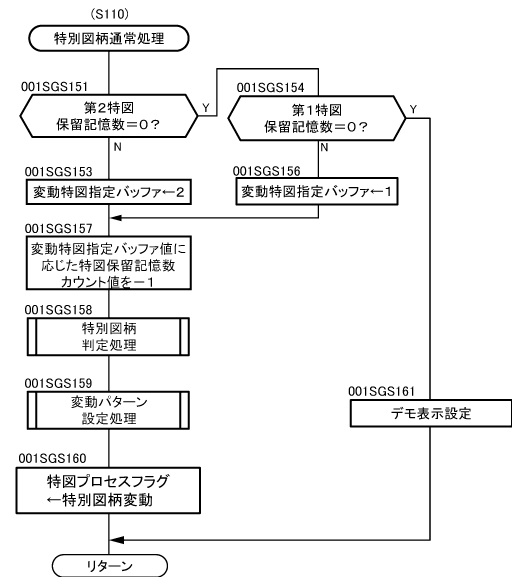 (S110)
特別図柄通常処理
001SGS151
第2特図
保留記憶数=0?
Y
N
001SGS154
第1特図
保留記憶数=0?
Y
N
001SGS153
変動特図指定バッファ←2
001SGS156
変動特図指定バッファ←1
001SGS157
変動特図指定バッファ値に
応じた特図保留記憶数
カウント値を-1
001SGS158
特別図柄
判定処理
001SGS159
変動パターン
設定処理
001SGS161
デモ表示設定
001SGS160
特図プロセスフラグ
←特別図柄変動
リターン